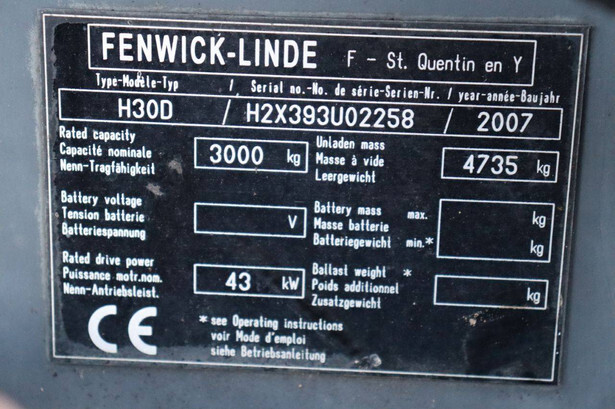 FENWICK-LINDE F - St. Quentin en Y
Type-Modèle-Typ / Serial no.-No. de série-Serien-Nr. / year-année-Baujahr
H30D / H2X393U02258 / 2007
Rated capacity
Capacité nominale
Nenn-Tragfähigkeit
3000 kg
Unladen mass
Masse à vide
Leergewicht
4735 kg
Battery voltage
Tension batterie
Batteriespannung
V
Battery mass max.
Masse batterie
Batteriegewicht min.*
kg
kg
Rated drive power
Puissance motr.nom.
Nenn-Antriebsleist.
43 kW
Ballast weight *
Poids additionnel
Zusatzgewicht
kg
CE
* see Operating instructions
voir Mode d'emploi
siehe Betriebsanleitung